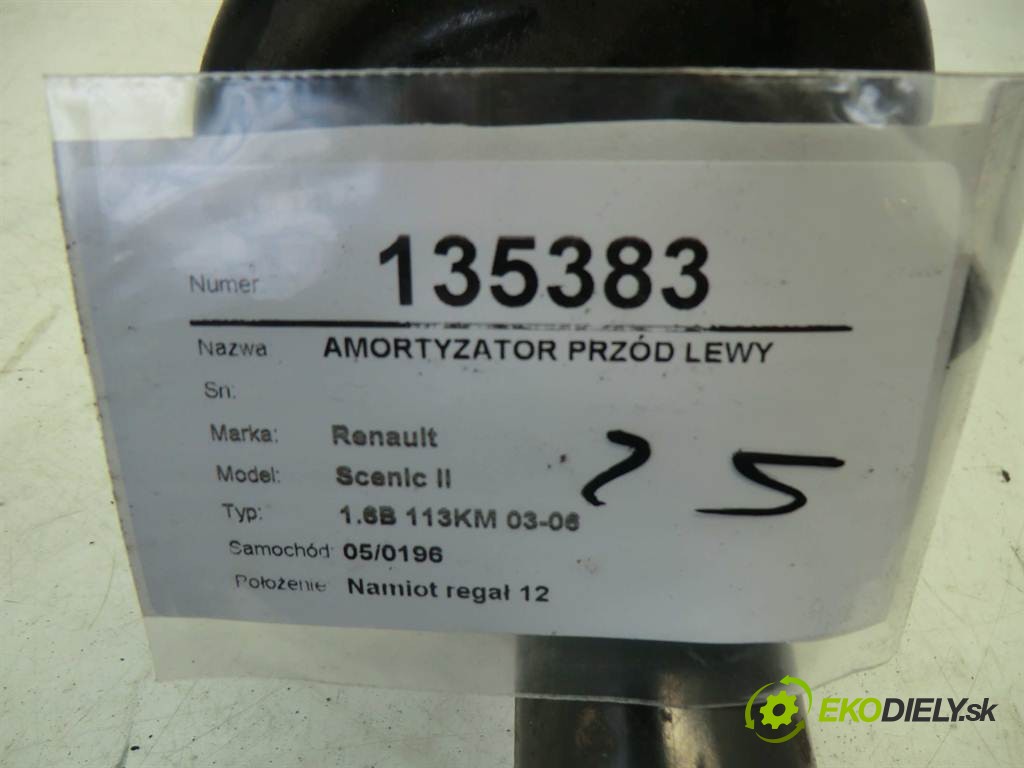 Numer 135383
Nazwa AMORTYZATOR PRZÓD LEWY
Sn:
Marka: Renault
Model: Scenic II
Typ: 1.6B 113KM 03-06
Samochód 05/0196
Położenie Namiot regał 12
25
EKODIELY.sk